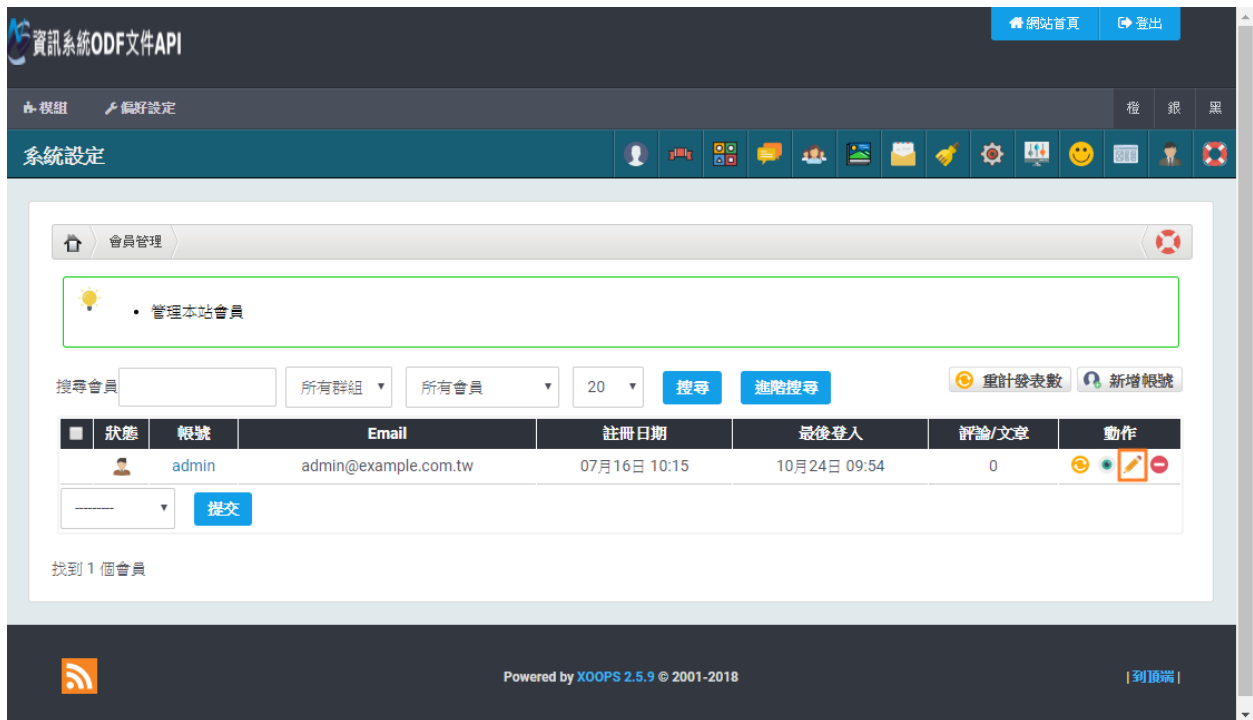 網站首頁 登出
資訊系統ODF文件API
模組 偏好設定 橙 銀 黑
系統設定
會員管理
• 管理本站會員
搜尋會員 所有群組 所有會員 20 搜尋 進階搜尋 重計發表數 新增帳號
狀態 帳號 Email 註冊日期 最後登入 評論/文章 動作
admin admin@example.com.tw 07月16日 10:15 10月24日 09:54 0
--------- 提交
找到 1 個會員
Powered by XOOPS 2.5.9 © 2001-2018 |到頂端|